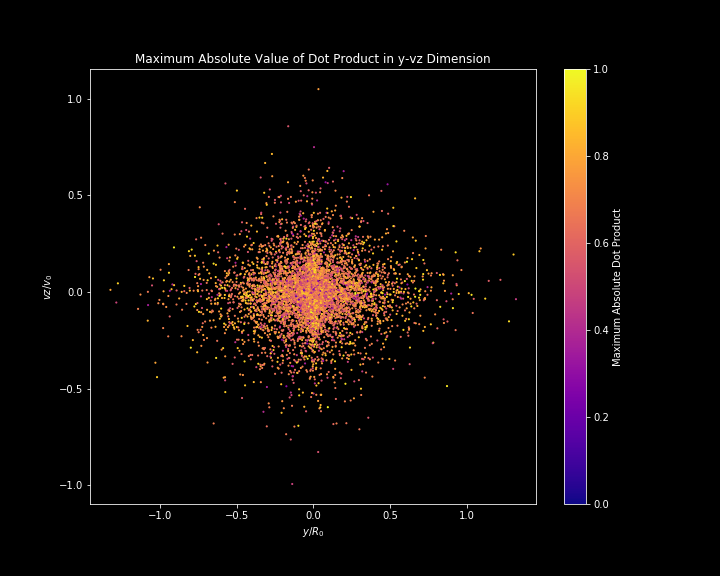 Maximum Absolute Value of Dot Product in y-vz Dimension
1.0
0.5
0.0
−0.5
−1.0
vz/v₀
−1.0 −0.5 0.0 0.5 1.0
y/R₀
1.0
0.8
0.6
0.4
0.2
0.0
Maximum Absolute Dot Product